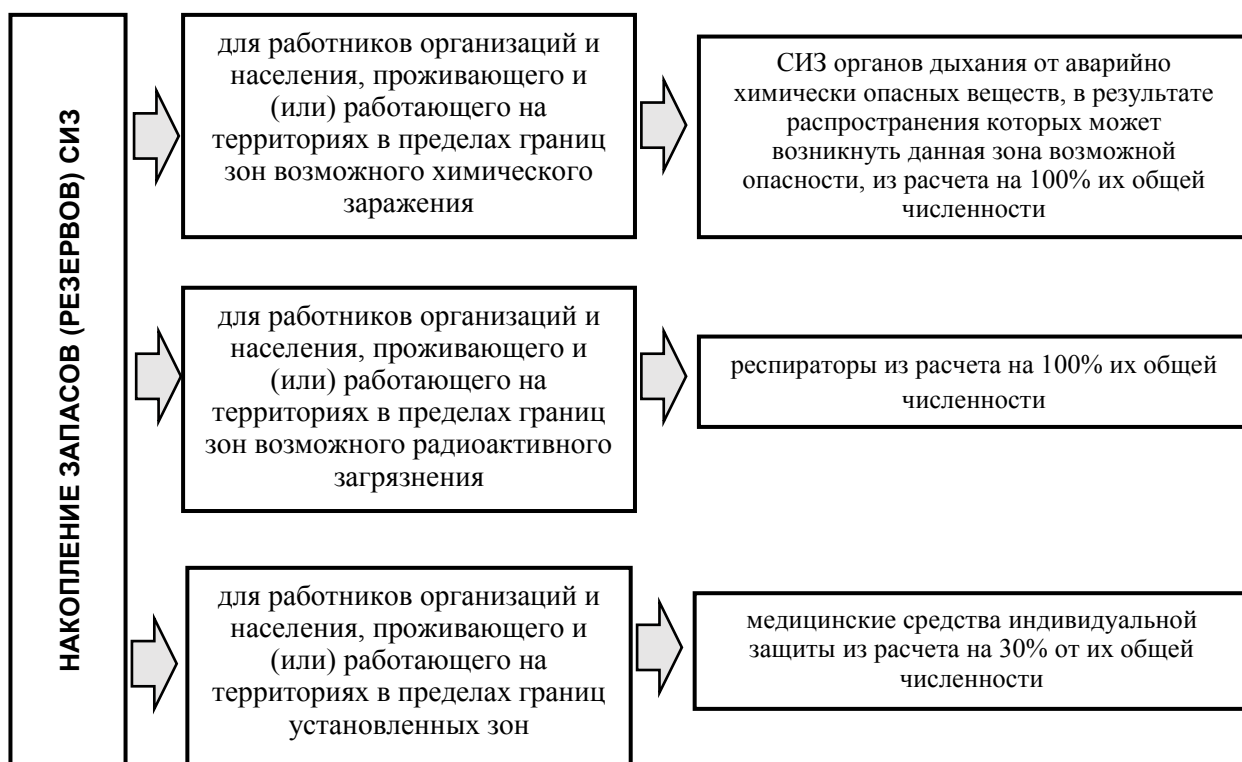 НАКОПЛЕНИЕ ЗАПАСОВ (РЕЗЕРВОВ) СИЗ
для работников организаций и
населения, проживающего и
(или) работающего на
территориях в пределах границ
зон возможного химического
заражения
СИЗ органов дыхания от аварийно
химически опасных веществ, в результате
распространения которых может
возникнуть данная зона возможной
опасности, из расчета на 100% их общей
численности
для работников организаций и
населения, проживающего и
(или) работающего на
территориях в пределах границ
зон возможного радиоактивного
загрязнения
респираторы из расчета на 100% их общей
численности
для работников организаций и
населения, проживающего и
(или) работающего на
территориях в пределах границ
установленных зон
медицинские средства индивидуальной
защиты из расчета на 30% от их общей
численности